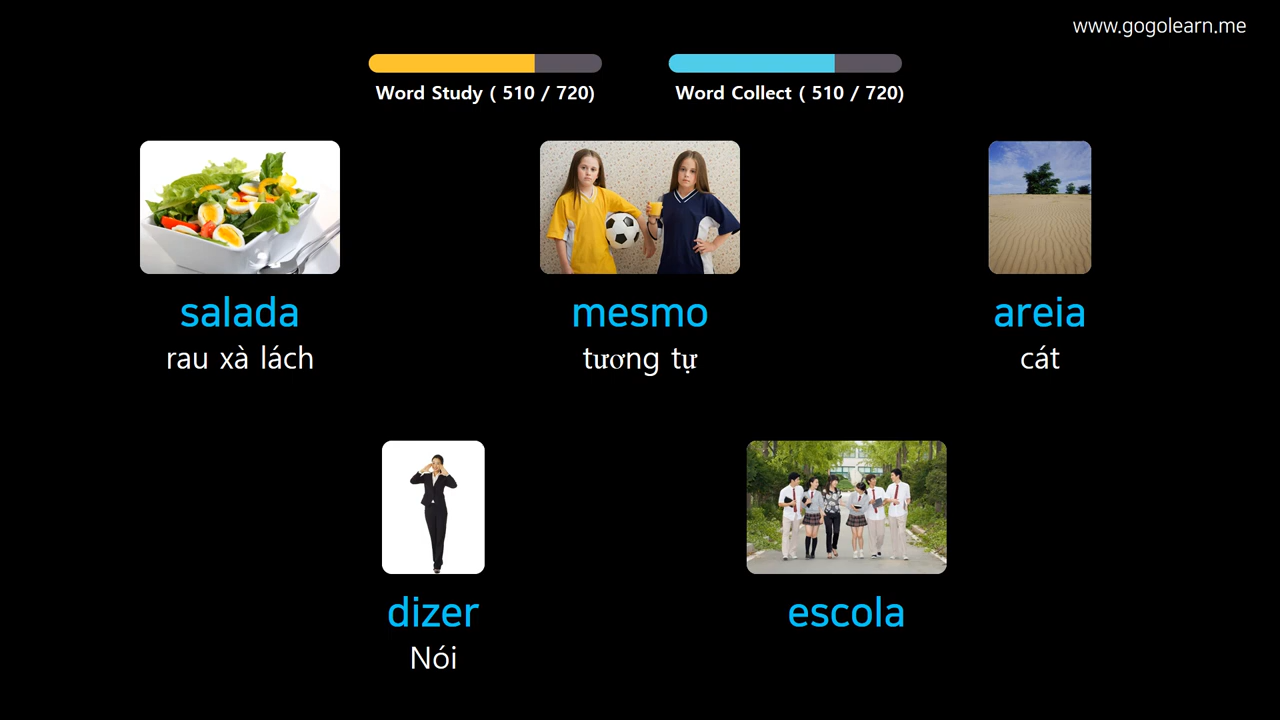 www.gogolearn.me
Word Study ( 510 / 720)
Word Collect ( 510 / 720)
salada
rau xà lách
mesmo
tương tự
areia
cát
dizer
Nói
escola